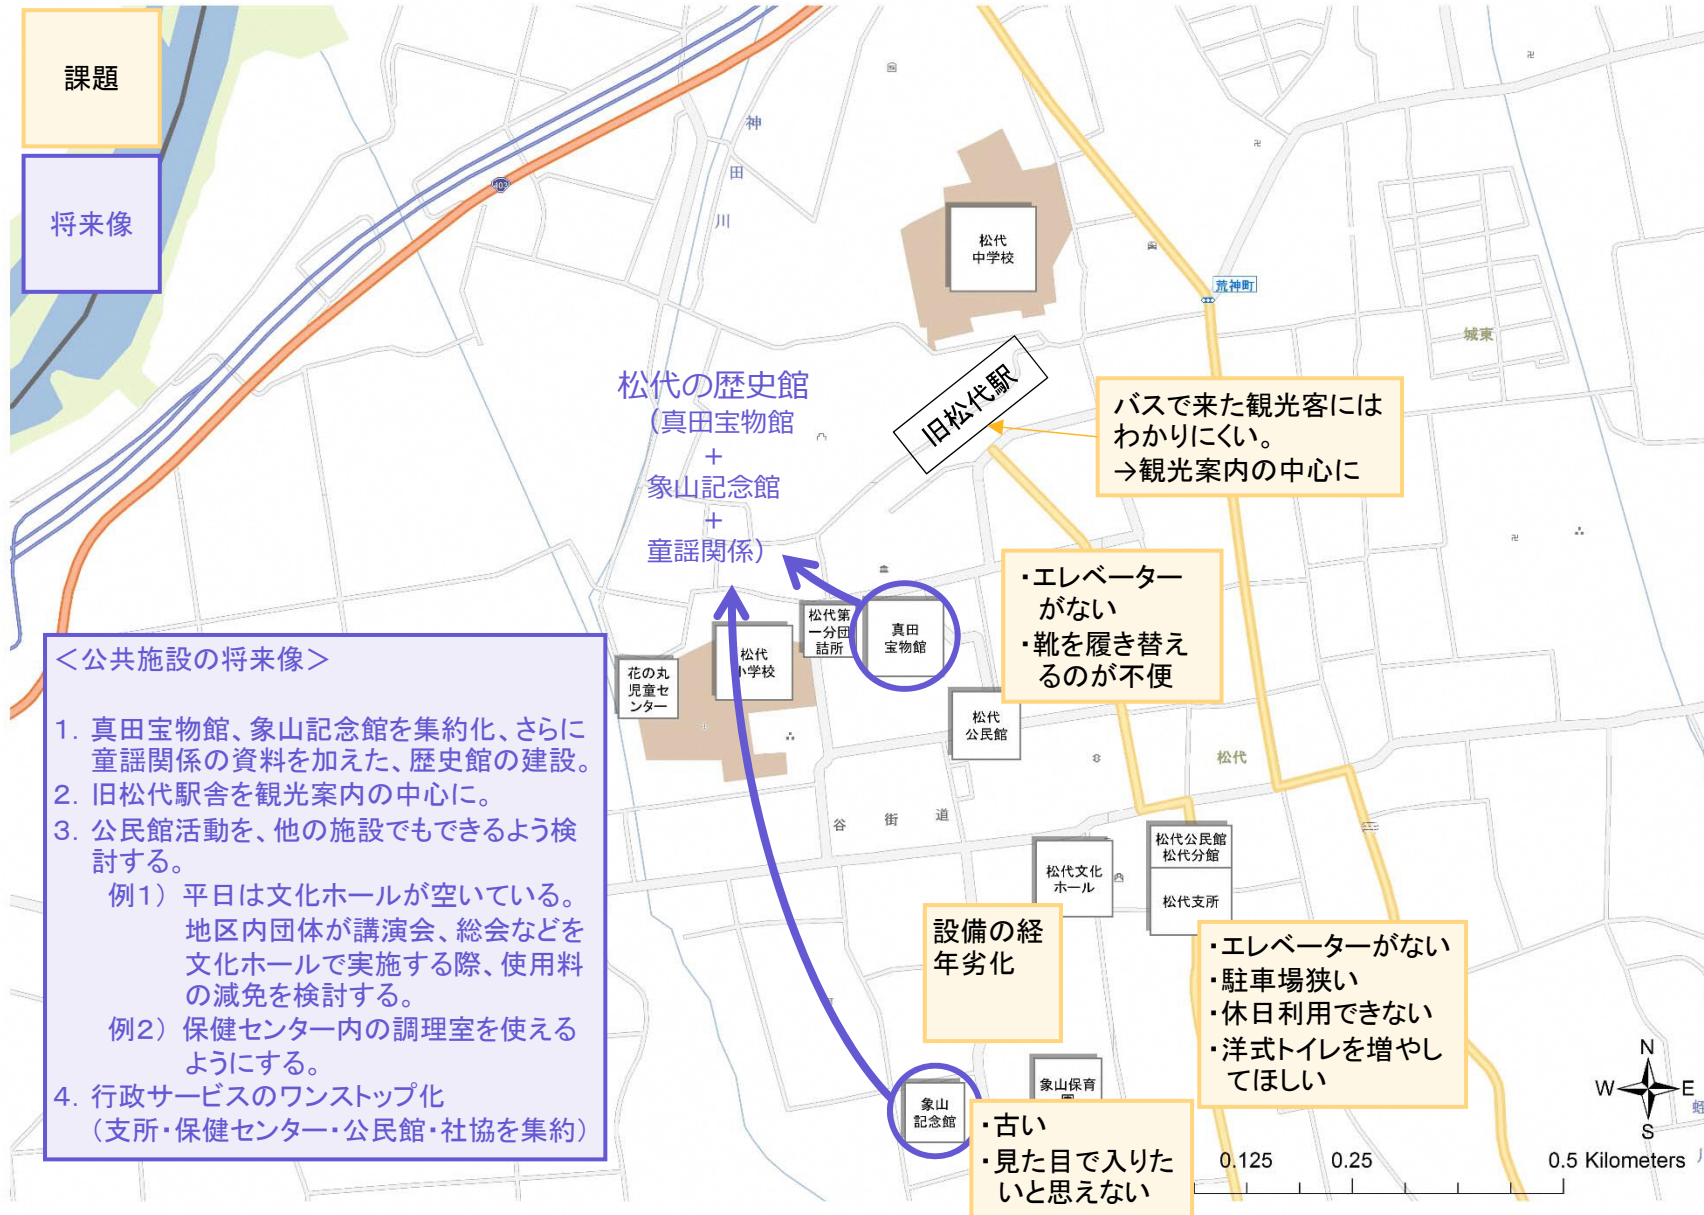 課題
将来像
403
神
田
川
松代
中学校
荒神町
城東
旧松代駅
バスで来た観光客には
わかりにくい。
→観光案内の中心に
松代の歴史館
（真田宝物館
＋
象山記念館
＋
童謡関係）
・エレベーター
がない
・靴を履き替え
るのが不便
松代第
一分団
詰所
真田
宝物館
松代
小学校
花の丸
児童セ
ンター
松代
公民館
松代
谷 街 道
＜公共施設の将来像＞
1. 真田宝物館、象山記念館を集約化、さらに
童謡関係の資料を加えた、歴史館の建設。
2. 旧松代駅舎を観光案内の中心に。
3. 公民館活動を、他の施設でもできるよう検
討する。
例1） 平日は文化ホールが空いている。
地区内団体が講演会、総会などを
文化ホールで実施する際、使用料
の減免を検討する。
例2） 保健センター内の調理室を使える
ようにする。
4. 行政サービスのワンストップ化
（支所・保健センター・公民館・社協を集約）
松代文化
ホール
松代公民館
松代分館
松代支所
設備の経
年劣化
・エレベーターがない
・駐車場狭い
・休日利用できない
・洋式トイレを増やし
てほしい
象山
記念館
象山保育
園
・古い
・見た目で入りた
いと思えない
N
W E
S
0.125 0.25 0.5 Kilometers
川